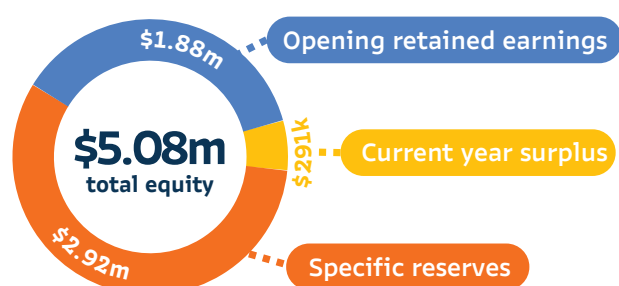 $1.88m
Opening retained earnings
$5.08m
total equity
$291k
Current year surplus
$2.92m
Specific reserves